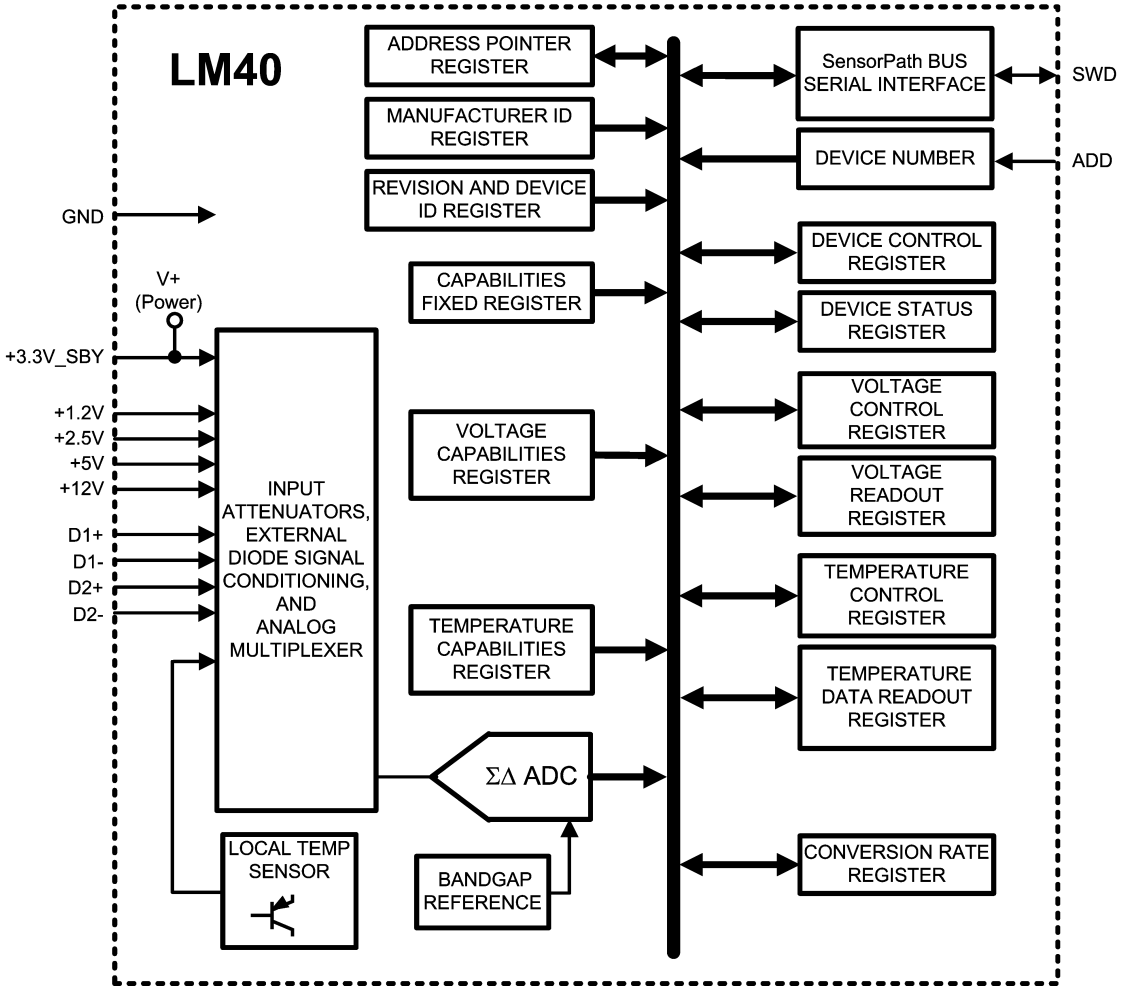 LM40
ADDRESS POINTER
REGISTER
MANUFACTURER ID
REGISTER
REVISION AND DEVICE
ID REGISTER
CAPABILITIES
FIXED REGISTER
VOLTAGE
CAPABILITIES
REGISTER
TEMPERATURE
CAPABILITIES
REGISTER
ΣΔ ADC
BANDGAP
REFERENCE
GND
V+
(Power)
+3.3V_SBY
+1.2V
+2.5V
+5V
+12V
D1+
D1-
D2+
D2-
INPUT
ATTENUATORS,
EXTERNAL
DIODE SIGNAL
CONDITIONING,
AND
ANALOG
MULTIPLEXER
LOCAL TEMP
SENSOR
SensorPath BUS
SERIAL INTERFACE
SWD
DEVICE NUMBER
ADD
DEVICE CONTROL
REGISTER
DEVICE STATUS
REGISTER
VOLTAGE
CONTROL
REGISTER
VOLTAGE
READOUT
REGISTER
TEMPERATURE
CONTROL
REGISTER
TEMPERATURE
DATA READOUT
REGISTER
CONVERSION RATE
REGISTER